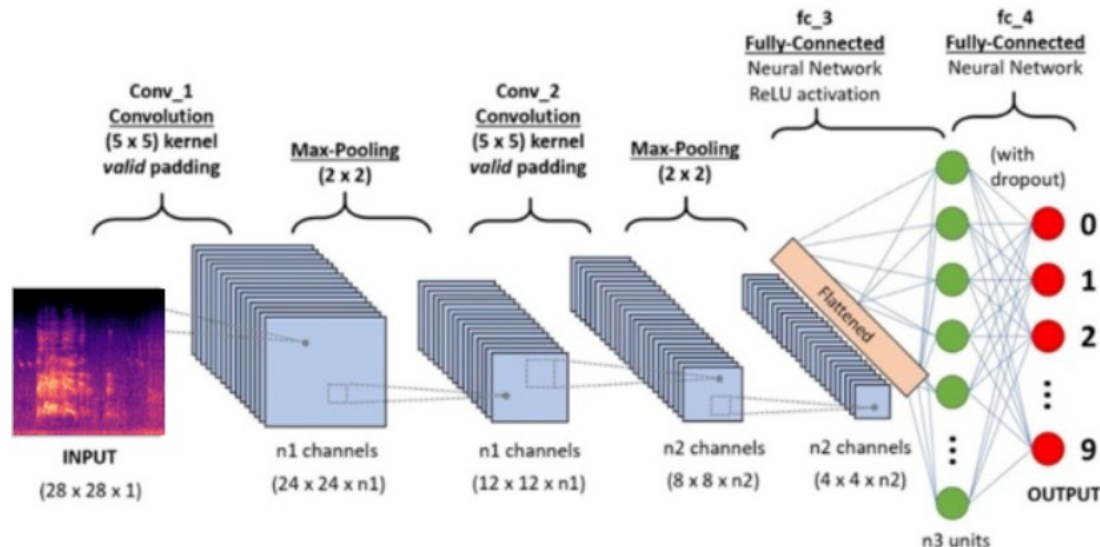 fc_3
Fully-Connected
Neural Network
ReLU activation
fc_4
Fully-Connected
Neural Network
Conv_1
Convolution
(5 x 5) kernel
valid padding
Max-Pooling
(2 x 2)
Conv_2
Convolution
(5 x 5) kernel
valid padding
Max-Pooling
(2 x 2)
(with
dropout)
Flattened
0
1
2
9
INPUT
(28 x 28 x 1)
n1 channels
(24 x 24 x n1)
n1 channels
(12 x 12 x n1)
n2 channels
(8 x 8 x n2)
n2 channels
(4 x 4 x n2)
OUTPUT
n3 units